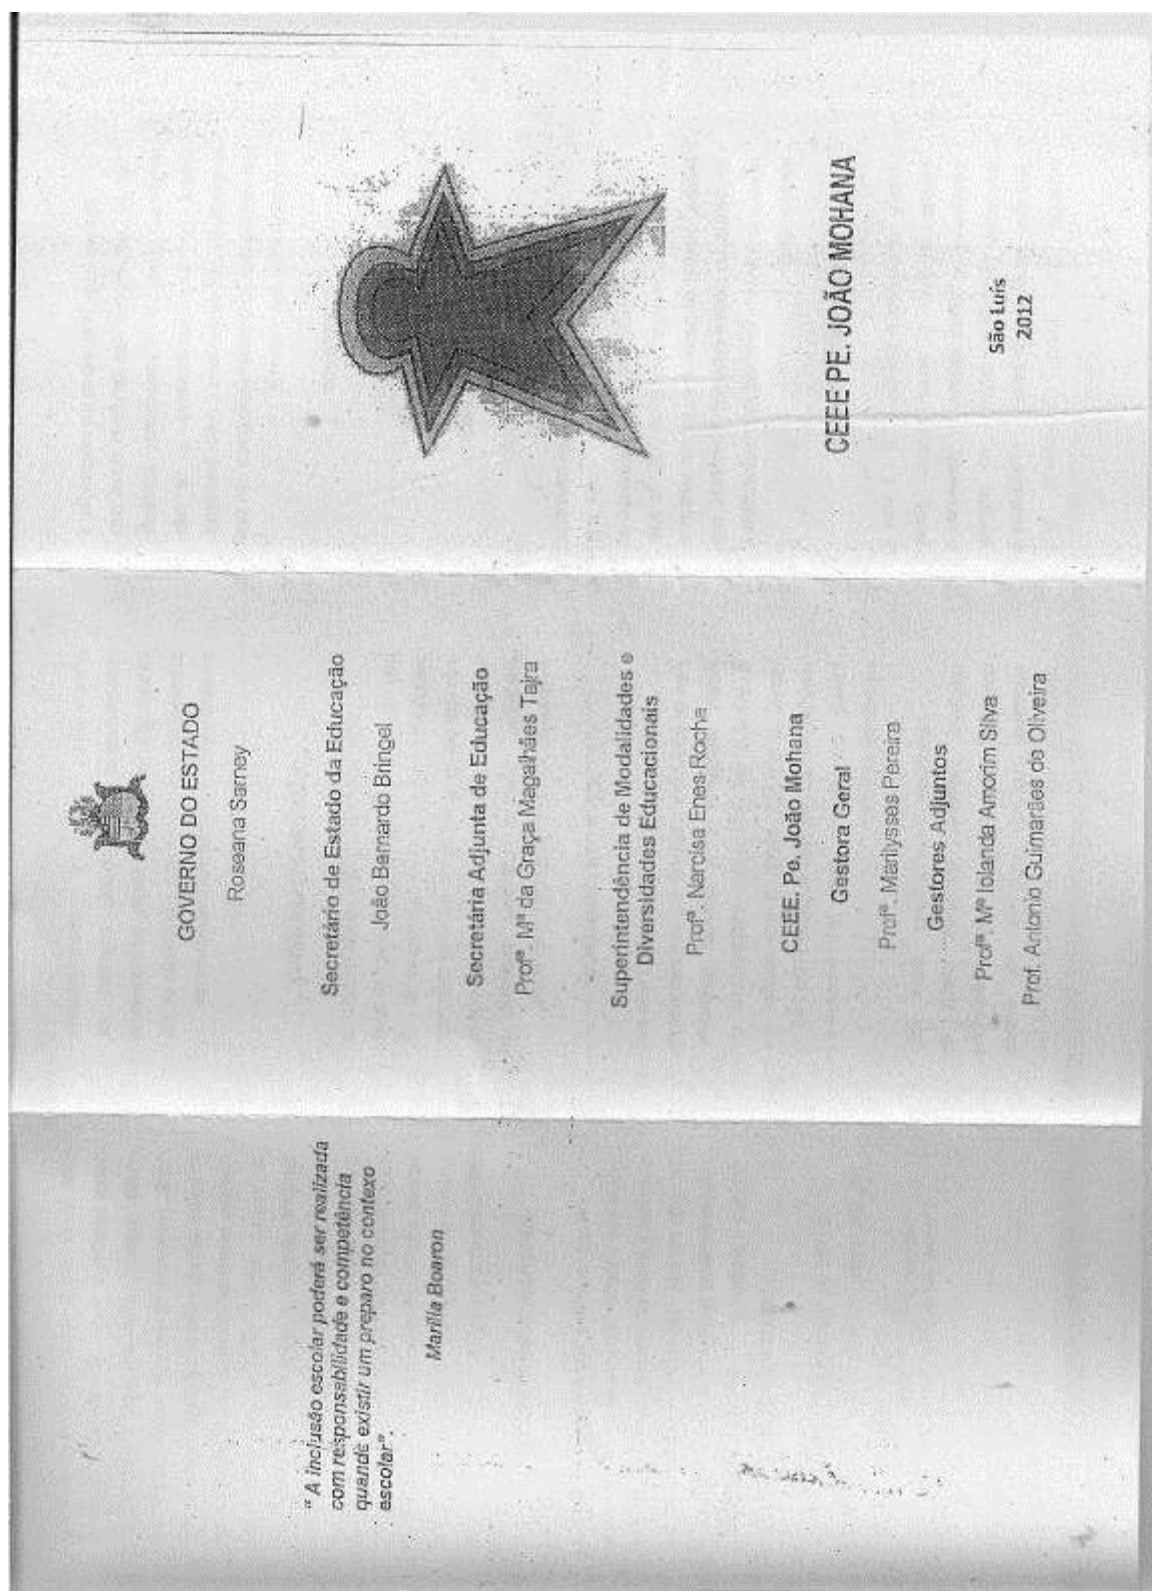 " A inclusão escolar poderá ser realizada
com responsabilidade e competência
quando existir um preparo no contexo
escolar".
Marilia Boaron
GOVERNO DO ESTADO
Roseana Sarney
Secretário de Estado da Educação
João Bernardo Bringel
Secretária Adjunta de Educação
Profª. Mª da Graça Magalhães Tajra
Superintendência de Modalidades e
Diversidades Educacionais
Profª. Narcisa Enes Rocha
CEEE. Pe. João Mohana
Gestora Geral
Profª. Marilysses Pereira
Gestores Adjuntos
Profª. Mª Iolanda Amorim Silva
Prof. Antonio Guimarães de Oliveira
CEEE PE. JOÃO MOHANA
São Luís
2012